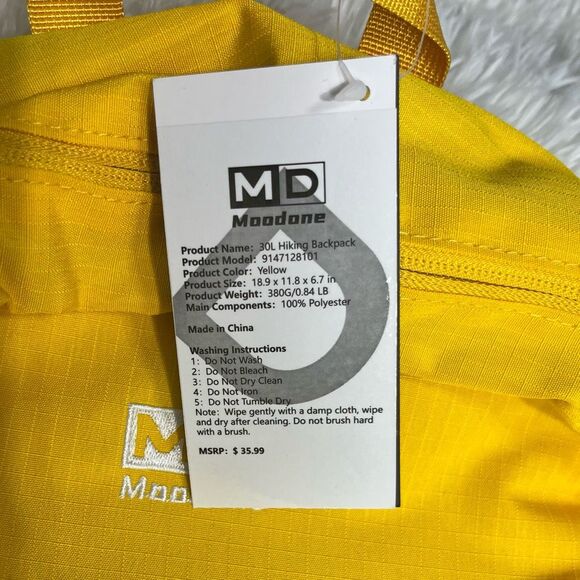 MD
Moodone
Product Name: 30L Hiking Backpack
Product Model: 9147128101
Product Color: Yellow
Product Size: 18.9 x 11.8 x 6.7 in
Product Weight: 380G/0.84 LB
Main Components: 100% Polyester
Made in China
Washing Instructions
1: Do Not Wash
2: Do Not Bleach
3: Do Not Dry Clean
4: Do Not Iron
5: Do Not Tumble Dry
Note: Wipe gently with a damp cloth, wipe
and dry after cleaning. Do not brush hard
with a brush.
MSRP: $ 35.99
M
Moo